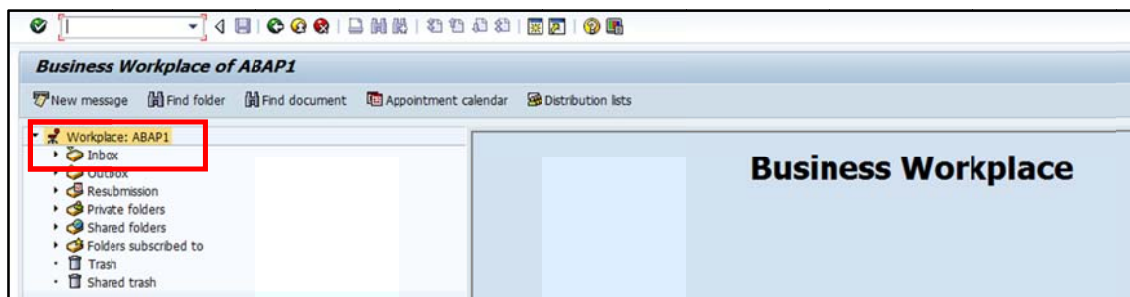 Business Workplace of ABAP1
New message Find folder Find document Appointment calendar Distribution lists
Workplace: ABAP1
Inbox
Outbox
Resubmission
Private folders
Shared folders
Folders subscribed to
Trash
Shared trash
Business Workplace